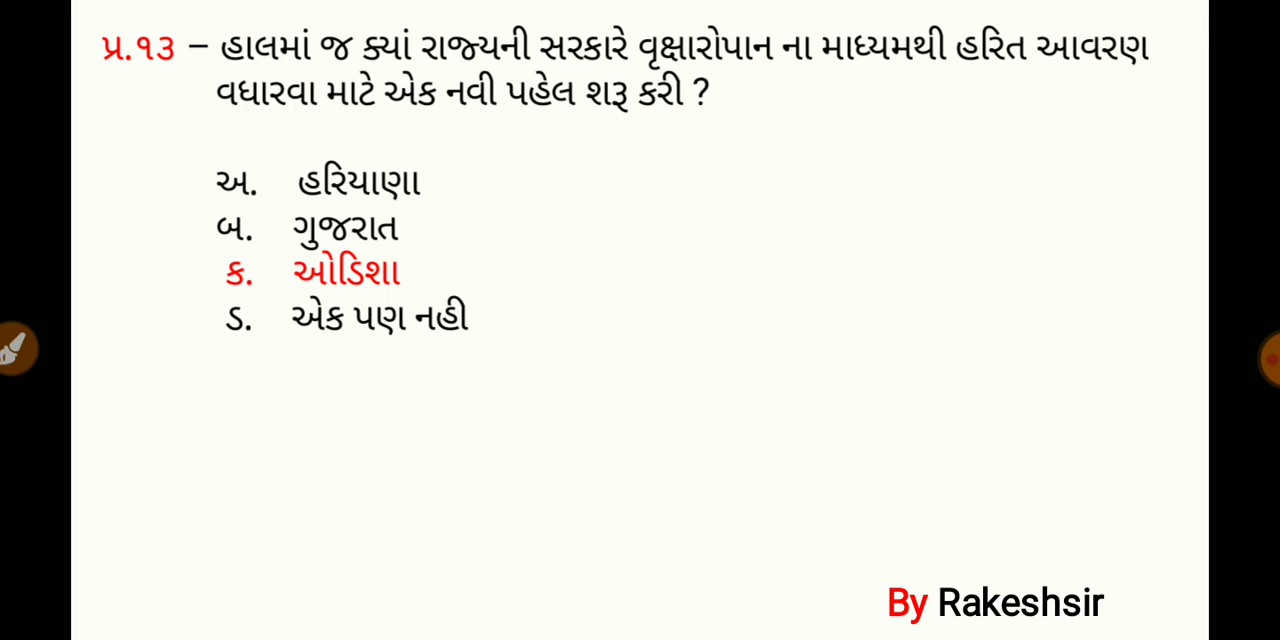 પ્ર.૧૩ – હાલમાં જ ક્યાં રાજ્યની સરકારે વૃક્ષારોપાન ના માધ્યમથી હરિત આવરણ
વધારવા માટે એક નવી પહેલ શરૂ કરી ?
અ. હરિયાણા
બ. ગુજરાત
ક. ઓડિશા
ડ. એક પણ નહી
By Rakeshsir